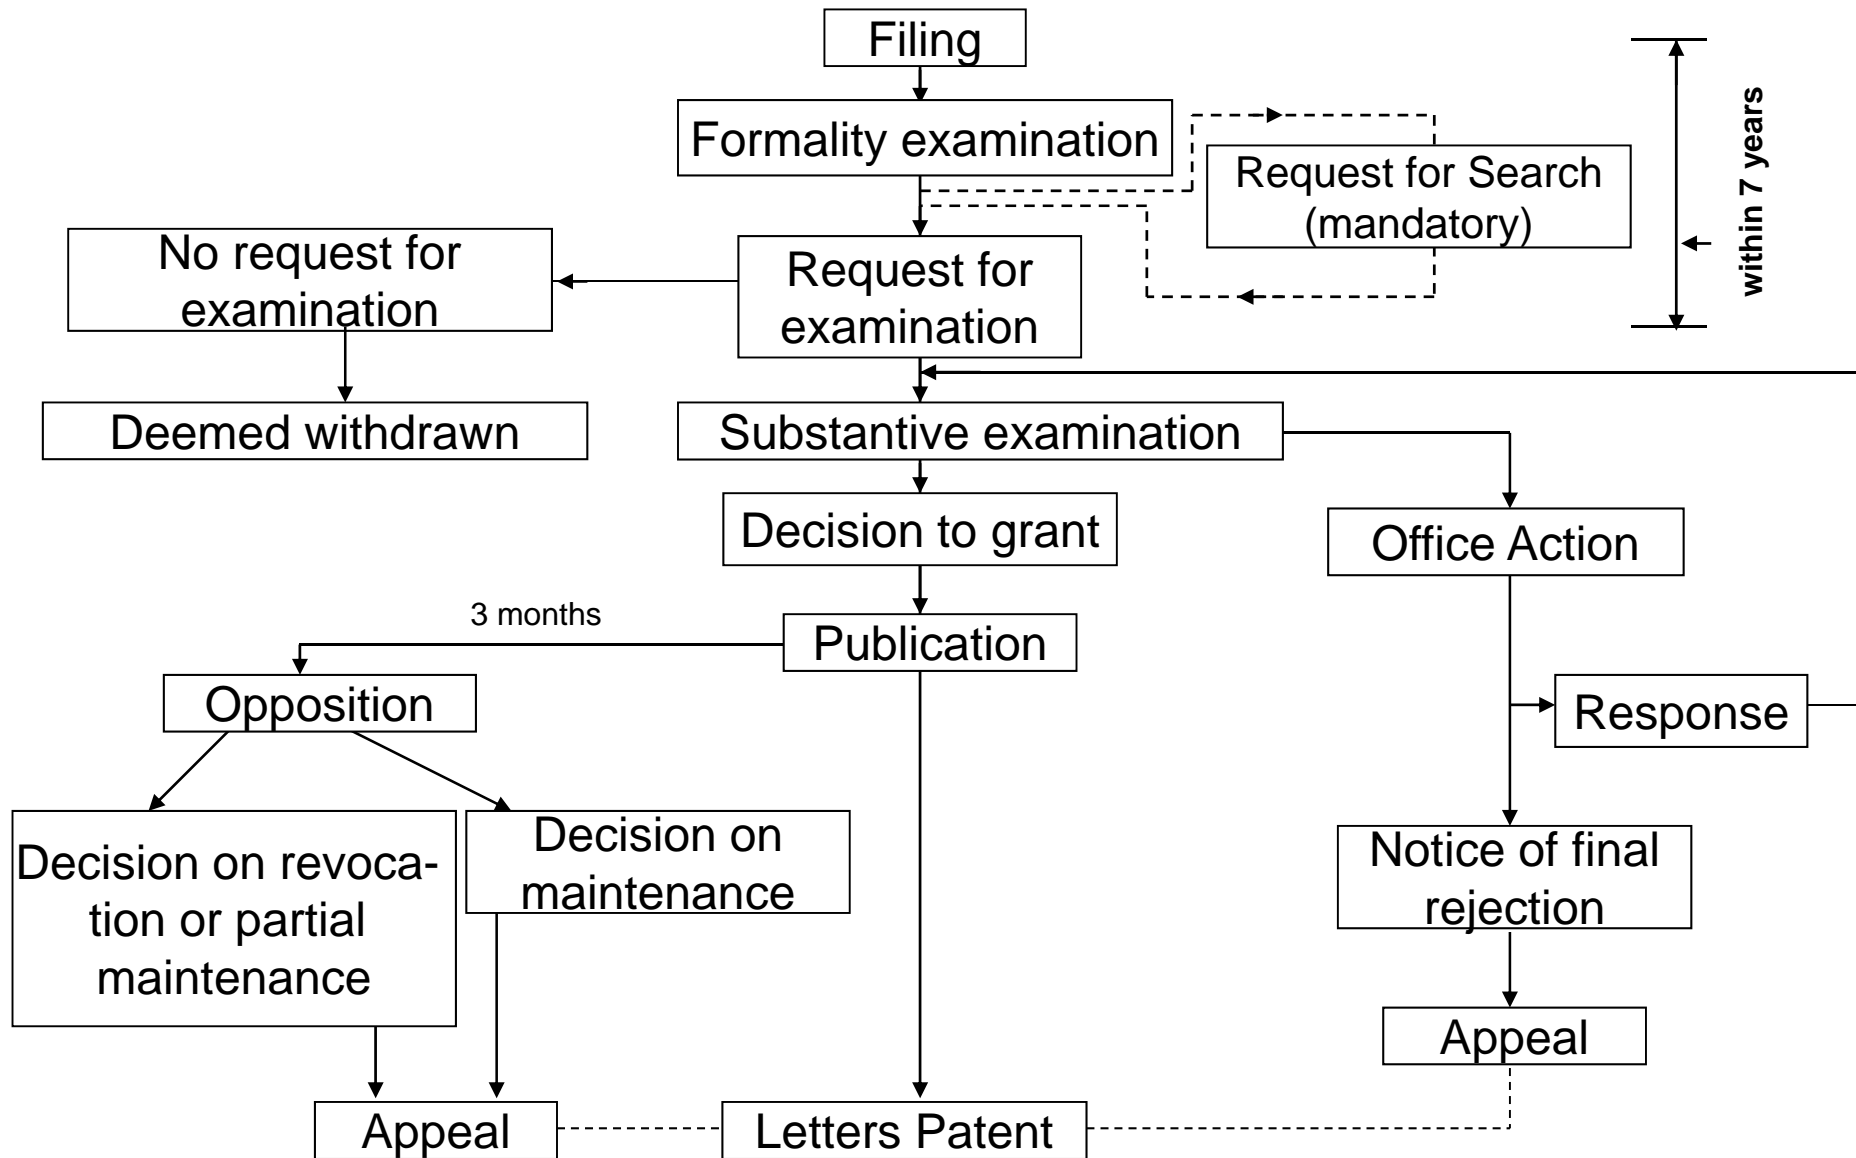 Filing
Formality examination
within 7 years
Request for Search
(mandatory)
No request for
examination
Request for
examination
Deemed withdrawn
Substantive examination
Decision to grant
Office Action
3 months
Publication
Opposition
Response
Decision on revoca-
tion or partial
maintenance
Decision on
maintenance
Notice of final
rejection
Appeal
Appeal
Letters Patent